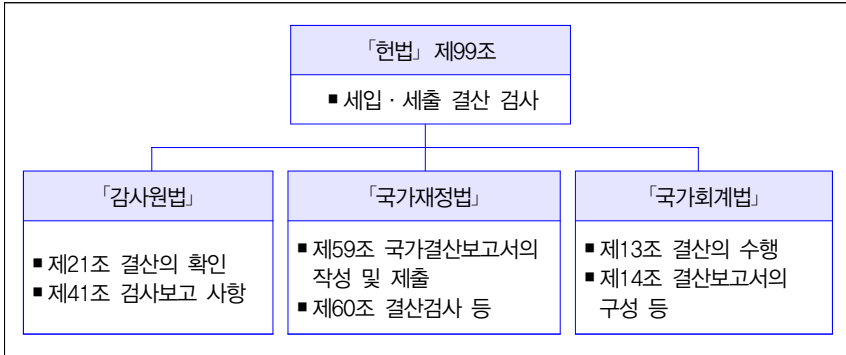 「헌법」 제99조
▪ 세입 · 세출 결산 검사
「감사원법」
▪ 제21조 결산의 확인
▪ 제41조 검사보고 사항
「국가재정법」
▪ 제59조 국가결산보고서의
작성 및 제출
▪ 제60조 결산검사 등
「국가회계법」
▪ 제13조 결산의 수행
▪ 제14조 결산보고서의
구성 등